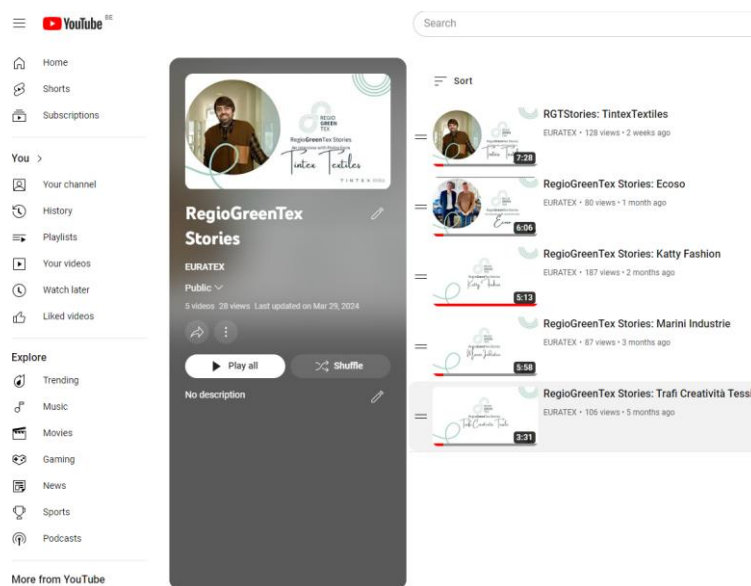 YouTube BE
Search
Home
Shorts
Subscriptions
You
Your channel
History
Playlists
Your videos
Watch later
Liked videos
Explore
Trending
Music
Movies
Gaming
News
Sports
Podcasts
More from YouTube
REGIO
GREEN
TEX
RegioGreenTex Stories
Tintex Textiles
TINTEX
RegioGreenTex
Stories
EURATEX
Public
5 videos 28 views Last updated on Mar 29, 2024
Play all
Shuffle
No description
Sort
7:28
RGTStories: TintexTextiles
EURATEX • 128 views • 2 weeks ago
6:06
RegioGreenTex Stories: Ecoso
EURATEX • 80 views • 1 month ago
Katty Fashion
5:13
RegioGreenTex Stories: Katty Fashion
EURATEX • 187 views • 2 months ago
Marini Industrie
5:58
RegioGreenTex Stories: Marini Industrie
EURATEX • 87 views • 3 months ago
3:31
RegioGreenTex Stories: Trafi Creatività Tessi
EURATEX • 106 views • 5 months ago